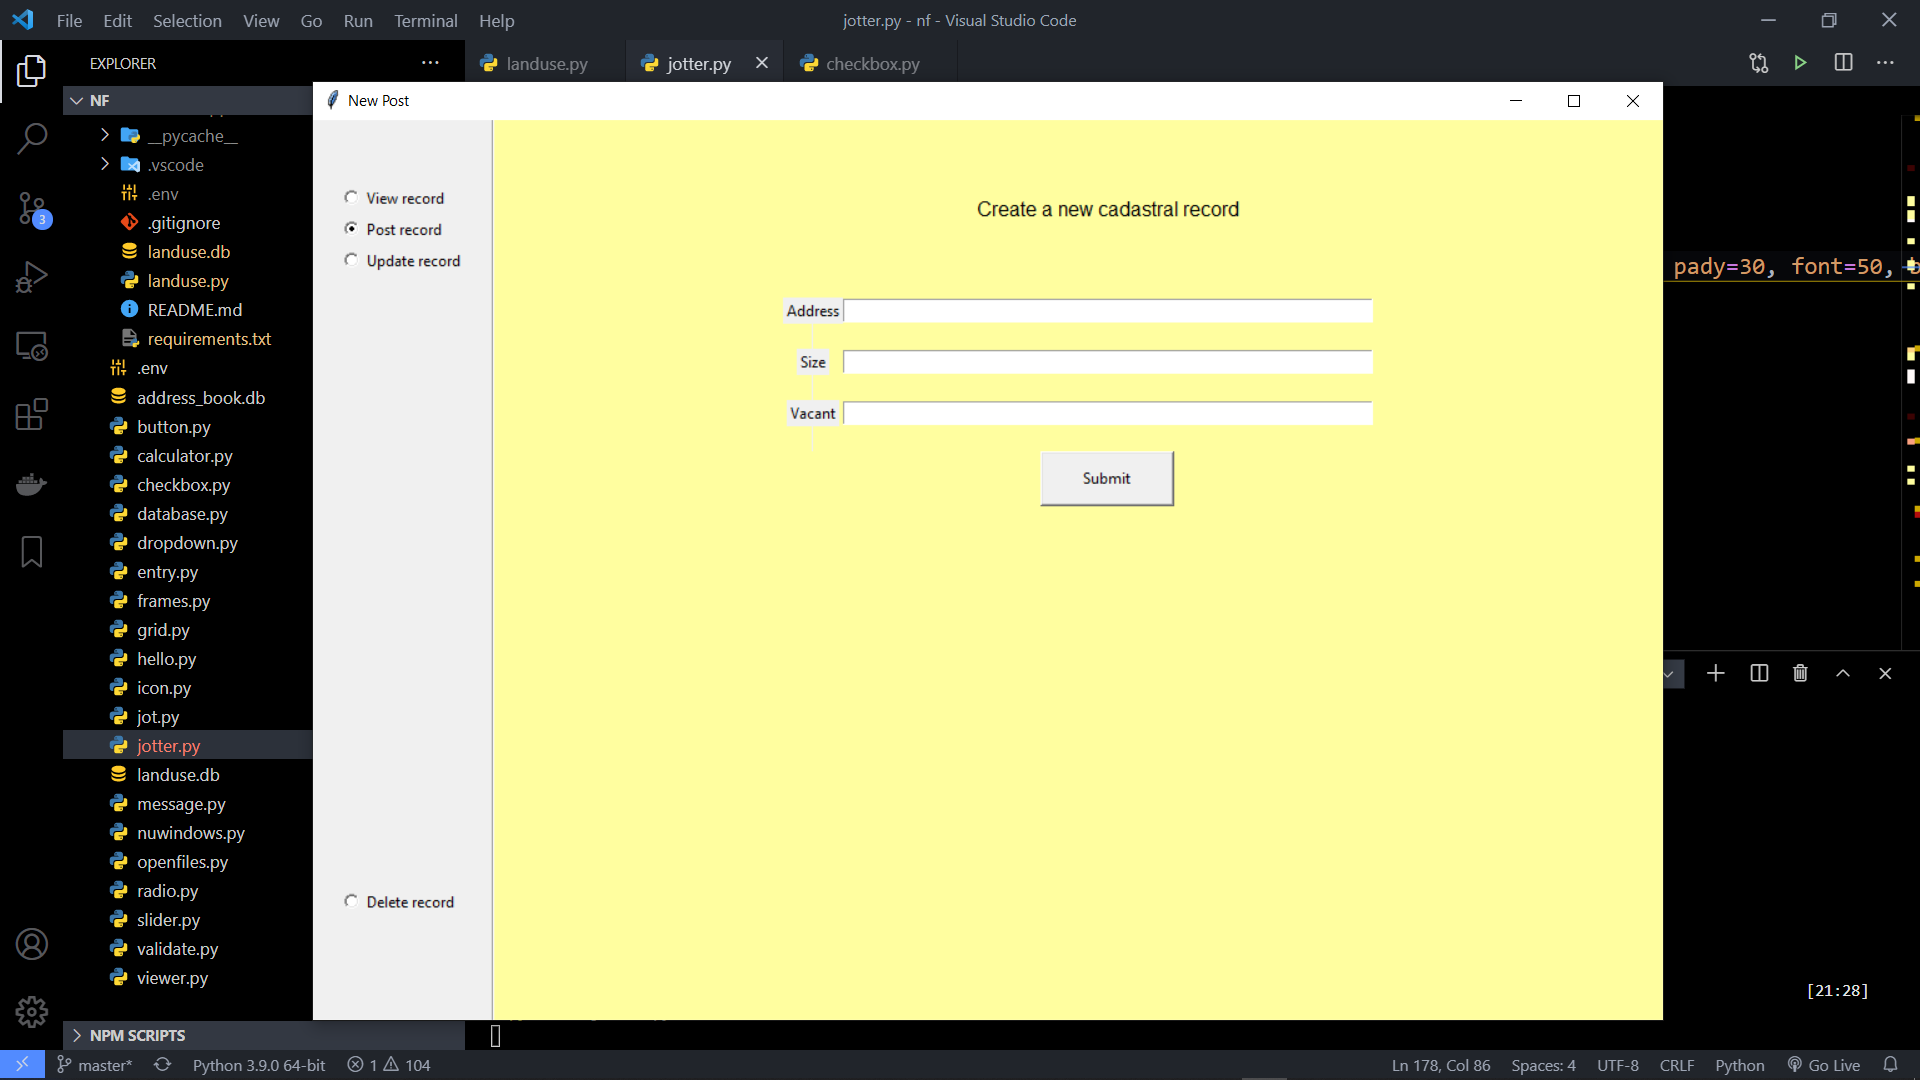 File Edit Selection View Go Run Terminal Help
jotter.py - nf - Visual Studio Code
EXPLORER
landuse.py
jotter.py
checkbox.py
NF
__pycache__
.vscode
.env
.gitignore
landuse.db
landuse.py
README.md
requirements.txt
.env
address_book.db
button.py
calculator.py
checkbox.py
database.py
dropdown.py
entry.py
frames.py
grid.py
hello.py
icon.py
jot.py
jotter.py
landuse.db
message.py
nuwindows.py
openfiles.py
radio.py
slider.py
validate.py
viewer.py
NPM SCRIPTS
3
New Post
View record
Post record
Update record
Delete record
Create a new cadastral record
Address
Size
Vacant
Submit
pady=30, font=50,
[21:28]
master* Python 3.9.0 64-bit 1 104
Ln 178, Col 86 Spaces: 4 UTF-8 CRLF Python Go Live